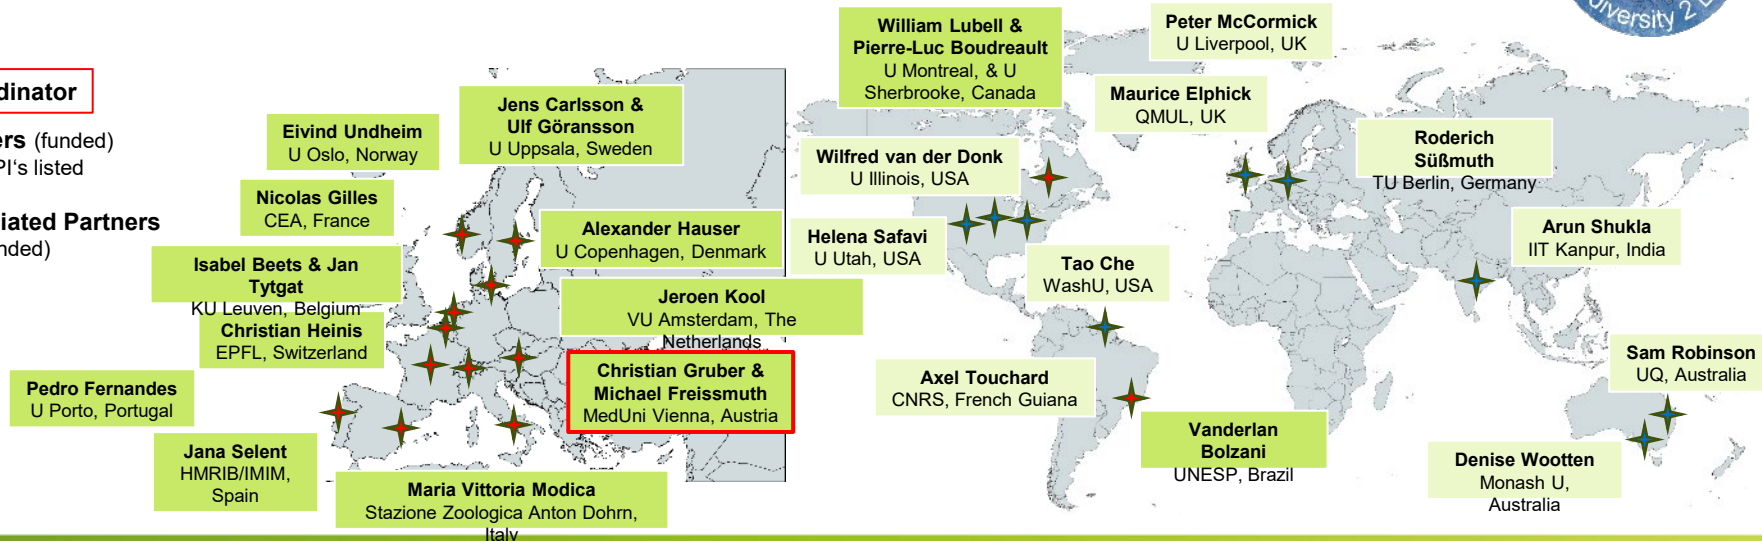 iversity 2
dinator
ers (funded)
PI's listed
iated Partners
nded)
Eivind Undheim
U Oslo, Norway
Jens Carlsson &
Ulf Göransson
U Uppsala, Sweden
Nicolas Gilles
CEA, France
Alexander Hauser
U Copenhagen, Denmark
Isabel Beets & Jan
Tytgat
KU Leuven, Belgium
Jeroen Kool
VU Amsterdam, The
Netherlands
Christian Heinis
EPFL, Switzerland
Christian Gruber &
Michael Freissmuth
MedUni Vienna, Austria
Pedro Fernandes
U Porto, Portugal
Jana Selent
HMRIB/IMIM,
Spain
Maria Vittoria Modica
Stazione Zoologica Anton Dohrn,
Italy
William Lubell &
Pierre-Luc Boudreault
U Montreal, & U
Sherbrooke, Canada
Peter McCormick
U Liverpool, UK
Maurice Elphick
QMUL, UK
Wilfred van der Donk
U Illinois, USA
Roderich
Süßmuth
TU Berlin, Germany
Helena Safavi
U Utah, USA
Tao Che
WashU, USA
Arun Shukla
IIT Kanpur, India
Axel Touchard
CNRS, French Guiana
Vanderlan
Bolzani
UNESP, Brazil
Sam Robinson
UQ, Australia
Denise Wootten
Monash U,
Australia